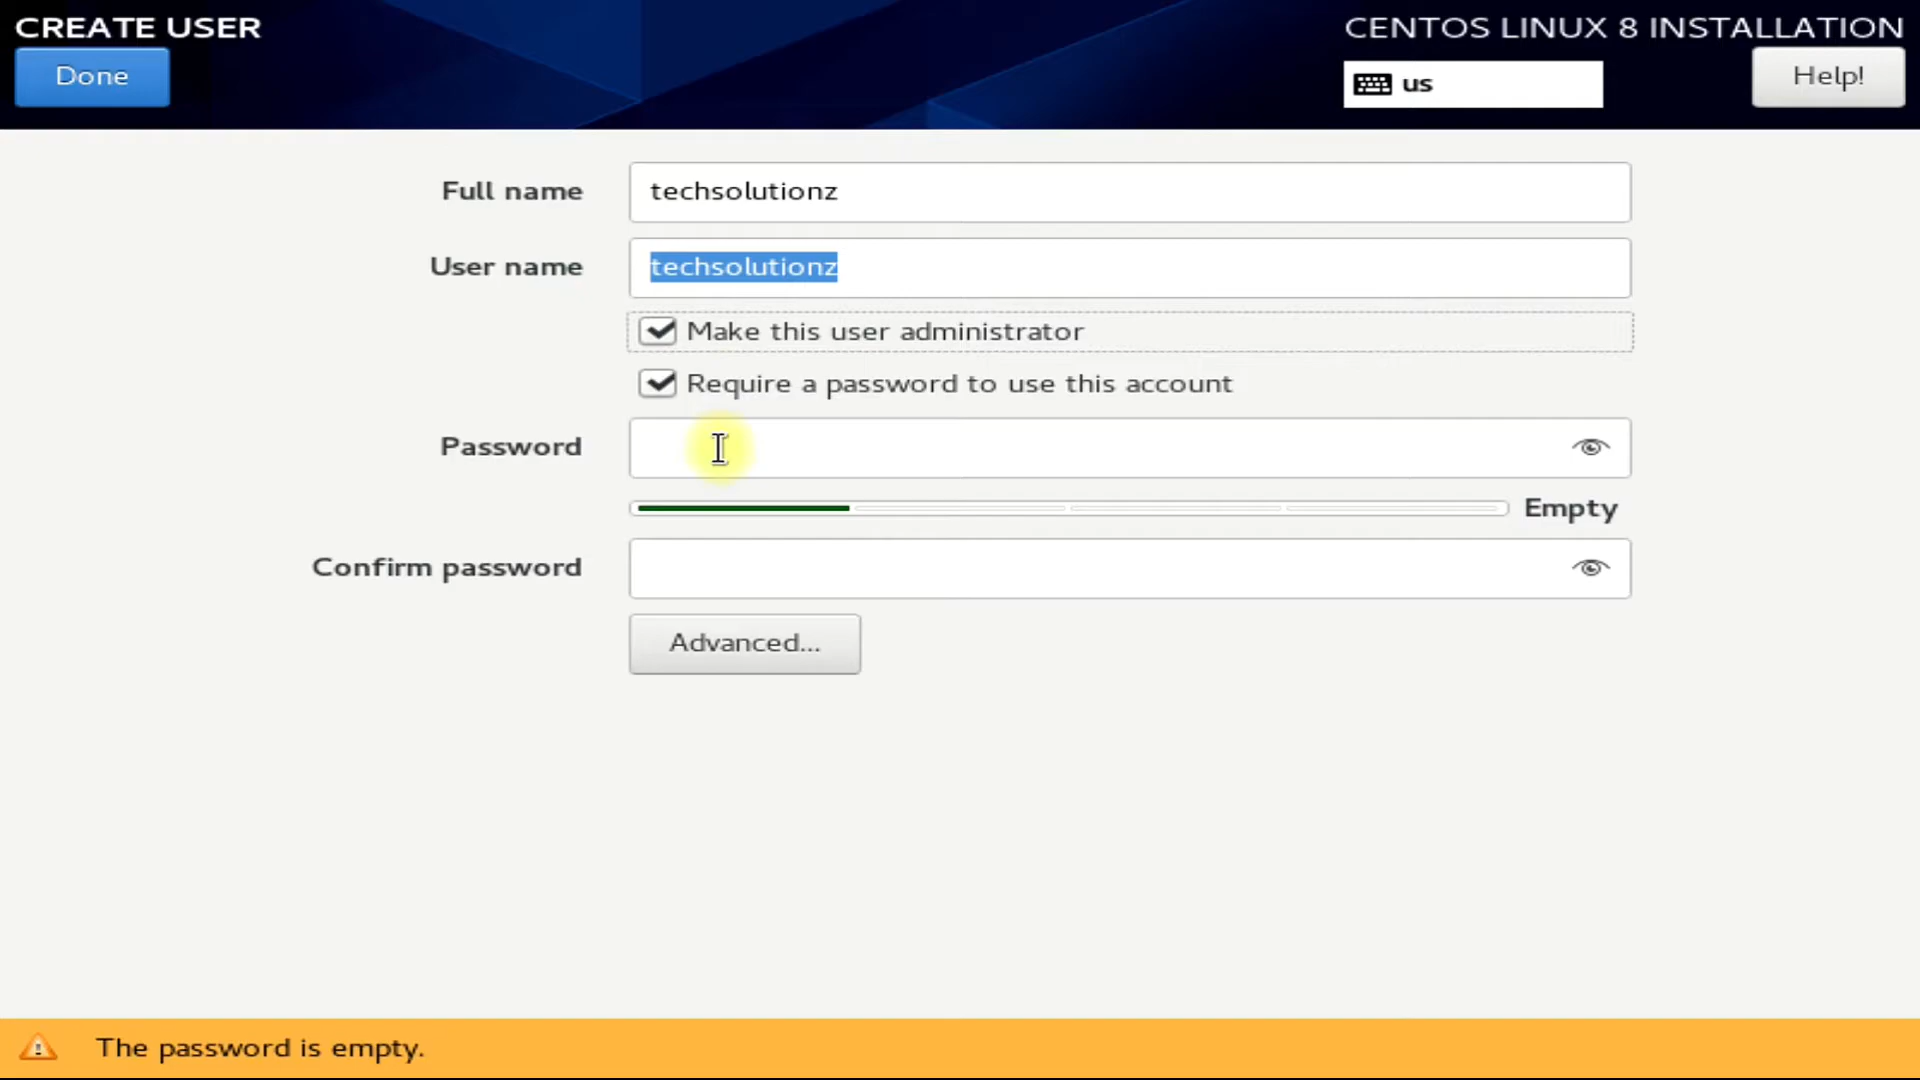 CREATE USER
CENTOS LINUX 8 INSTALLATION
Done
us
Help!
Full name
techsolutionz
User name
techsolutionz
Make this user administrator
Require a password to use this account
Password
Empty
Confirm password
Advanced...
The password is empty.